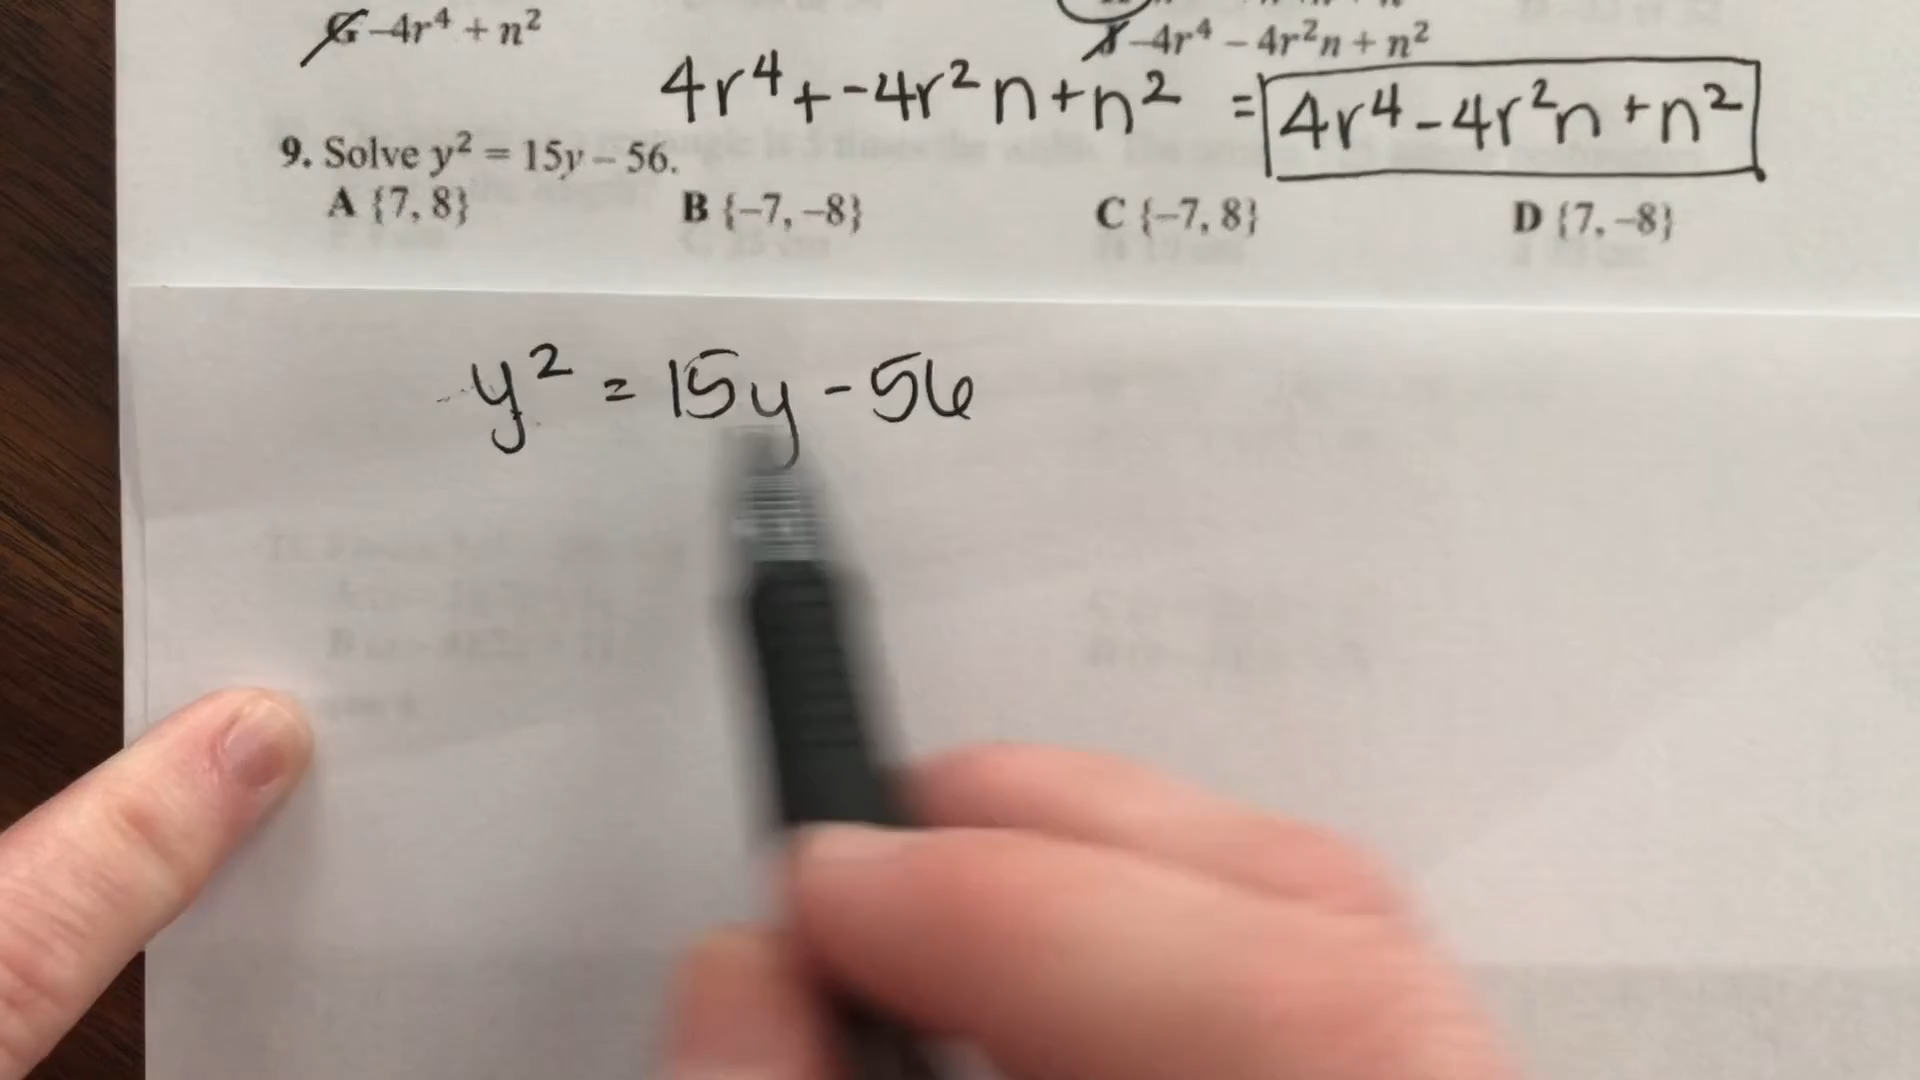 G -4r⁴ + n²
J -4r⁴ – 4r²n + n²
4r⁴ + -4r²n + n² = 4r⁴ - 4r²n + n²
9. Solve y² = 15y – 56.
A {7, 8} B {–7, –8} C {–7, 8} D {7, –8}
y² = 15y - 56